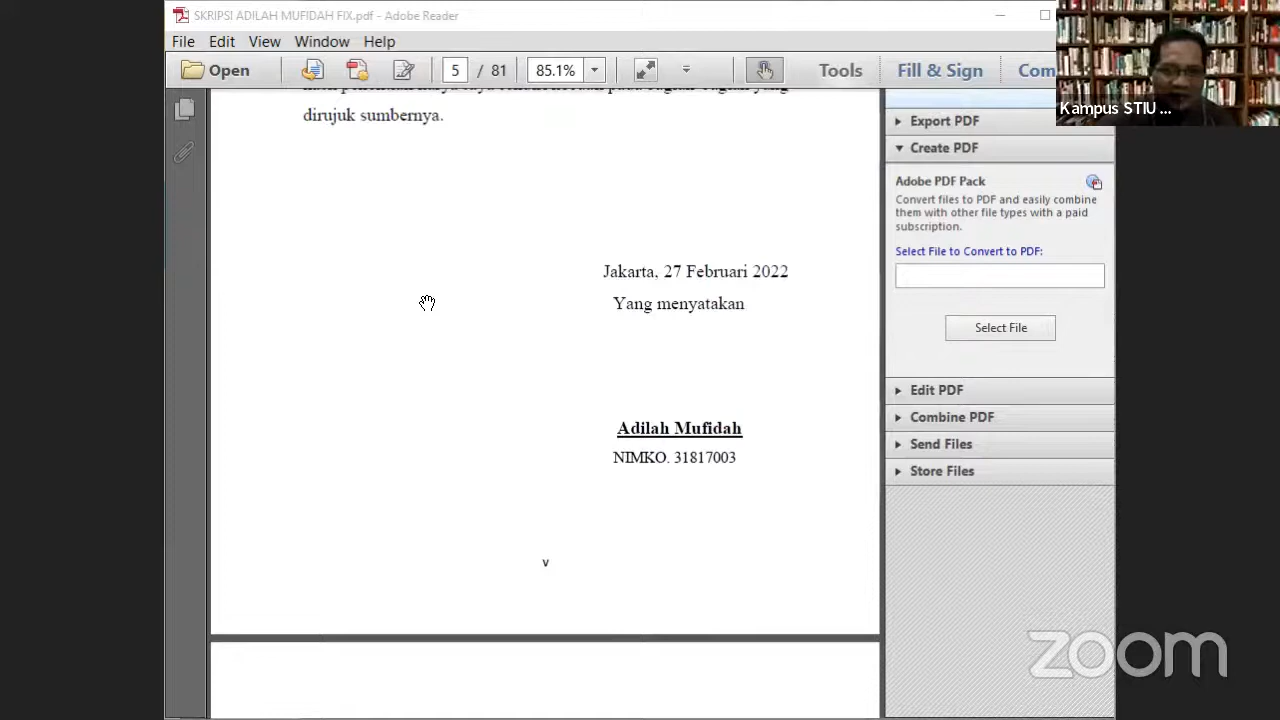 SKRIPSI ADILAH MUFIDAH FIX.pdf - Adobe Reader
File Edit View Window Help
Open 5 / 81 85.1% Tools Fill & Sign Com
Kampus STIU ...
dirujuk sumbernya.
Jakarta, 27 Februari 2022
Yang menyatakan
Adilah Mufidah
NIMKO. 31817003
v
Export PDF
Create PDF
Adobe PDF Pack
Convert files to PDF and easily combine
them with other file types with a paid
subscription.
Select File to Convert to PDF:
Select File
Edit PDF
Combine PDF
Send Files
Store Files
zoom